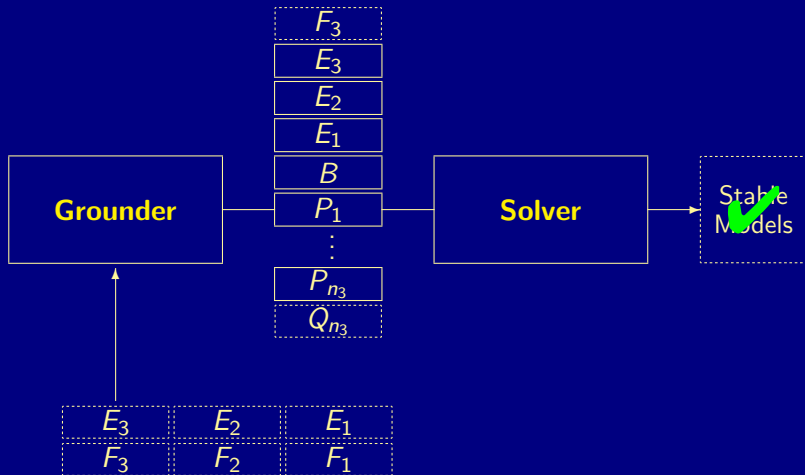 F₃
E₃
E₂
E₁
B
Grounder
P₁
Solver
Stable
Models
⋮
Pₙ₃
Qₙ₃
E₃ E₂ E₁
F₃ F₂ F₁